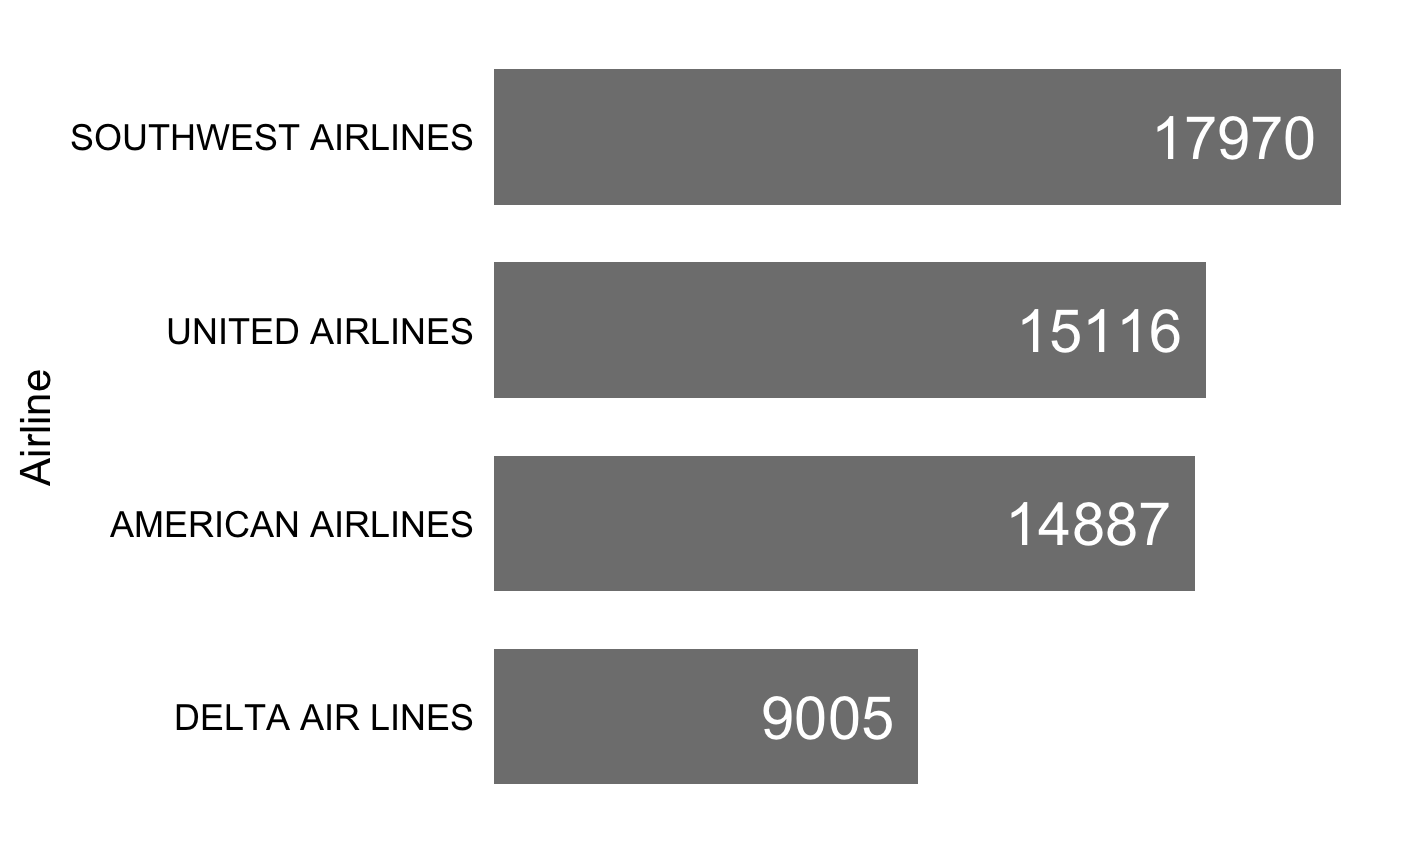 Airline
SOUTHWEST AIRLINES
17970
UNITED AIRLINES
15116
AMERICAN AIRLINES
14887
DELTA AIR LINES
9005